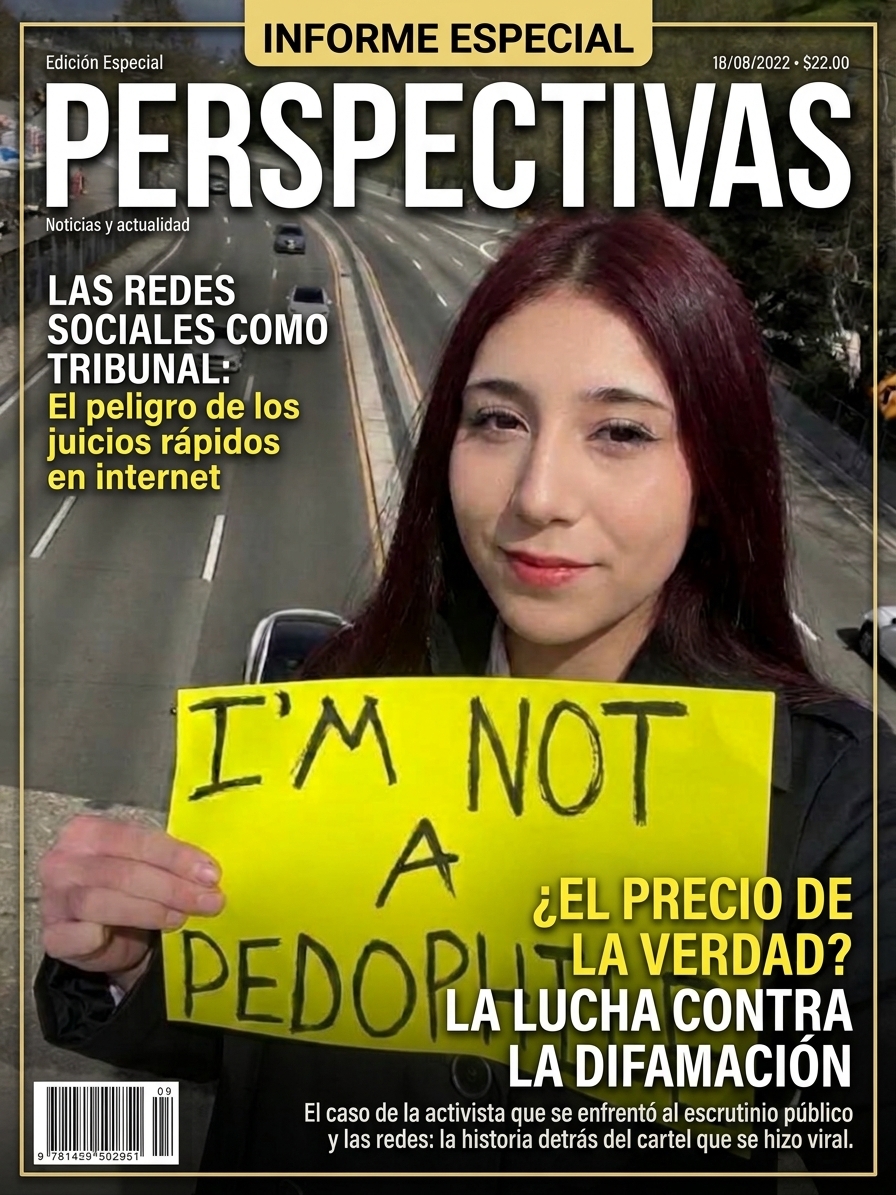 INFORME ESPECIAL
Edición Especial
18/08/2022 • $22.00
PERSPECTIVAS
Noticias y actualidad
LAS REDES
SOCIALES COMO
TRIBUNAL:
El peligro de los
juicios rápidos
en internet
I'M NOT
A
PEDOPHILE
¿EL PRECIO DE
LA VERDAD?
LA LUCHA CONTRA
LA DIFAMACIÓN
El caso de la activista que se enfrentó al escrutinio público
y las redes: la historia detrás del cartel que se hizo viral.
09
9 781459 502951